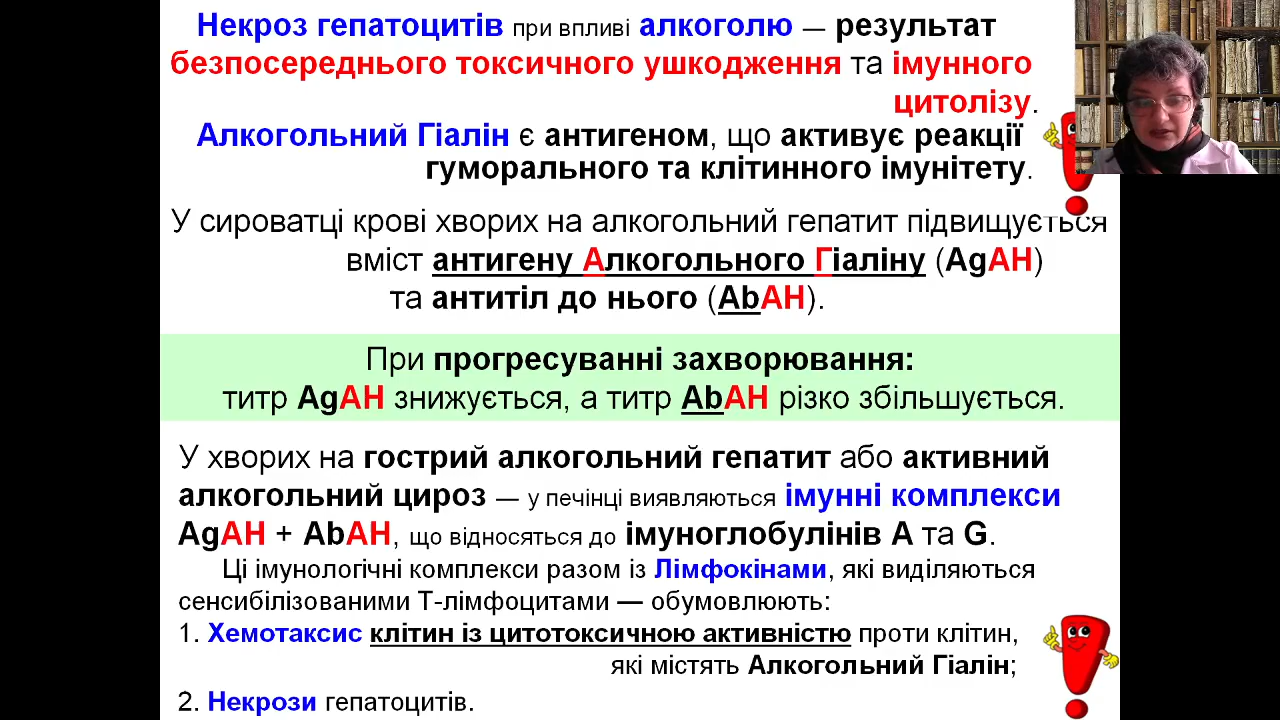 Некроз гепатоцитів при впливі алкоголю — результат
безпосереднього токсичного ушкодження та імунного
цитолізу.
Алкогольний Гіалін є антигеном, що активує реакції
гуморального та клітинного імунітету.
У сироватці крові хворих на алкогольний гепатит підвищується
вміст антигену Алкогольного Гіаліну (AgAH)
та антитіл до нього (AbAH).
При прогресуванні захворювання:
титр AgAH знижується, а титр AbAH різко збільшується.
У хворих на гострий алкогольний гепатит або активний
алкогольний цироз — у печінці виявляються імунні комплекси
AgAH + AbAH, що відносяться до імуноглобулінів А та G.
Ці імунологічні комплекси разом із Лімфокінами, які виділяються
сенсибілізованими Т-лімфоцитами — обумовлюють:
1. Хемотаксис клітин із цитотоксичною активністю проти клітин,
які містять Алкогольний Гіалін;
2. Некрози гепатоцитів.